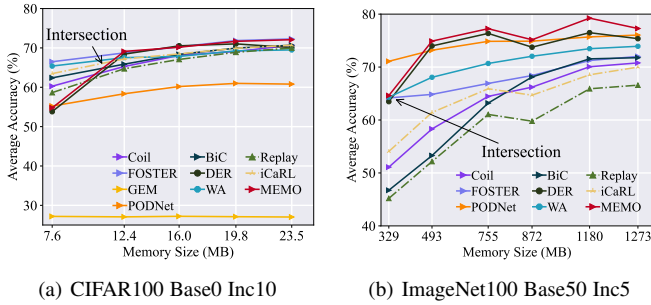 80
70
60
50
40
30
Average Accuracy (%)
Intersection
Coil
BiC
Replay
FOSTER
DER
iCaRL
GEM
WA
MEMO
PODNet
7.6
12.4
16.0
19.8
23.5
Memory Size (MB)
(a) CIFAR100 Base0 Inc10
80
70
60
50
40
Average Accuracy (%)
Intersection
Coil
BiC
Replay
FOSTER
DER
iCaRL
PODNet
WA
MEMO
329
493
755
872
1180
1273
Memory Size (MB)
(b) ImageNet100 Base50 Inc5